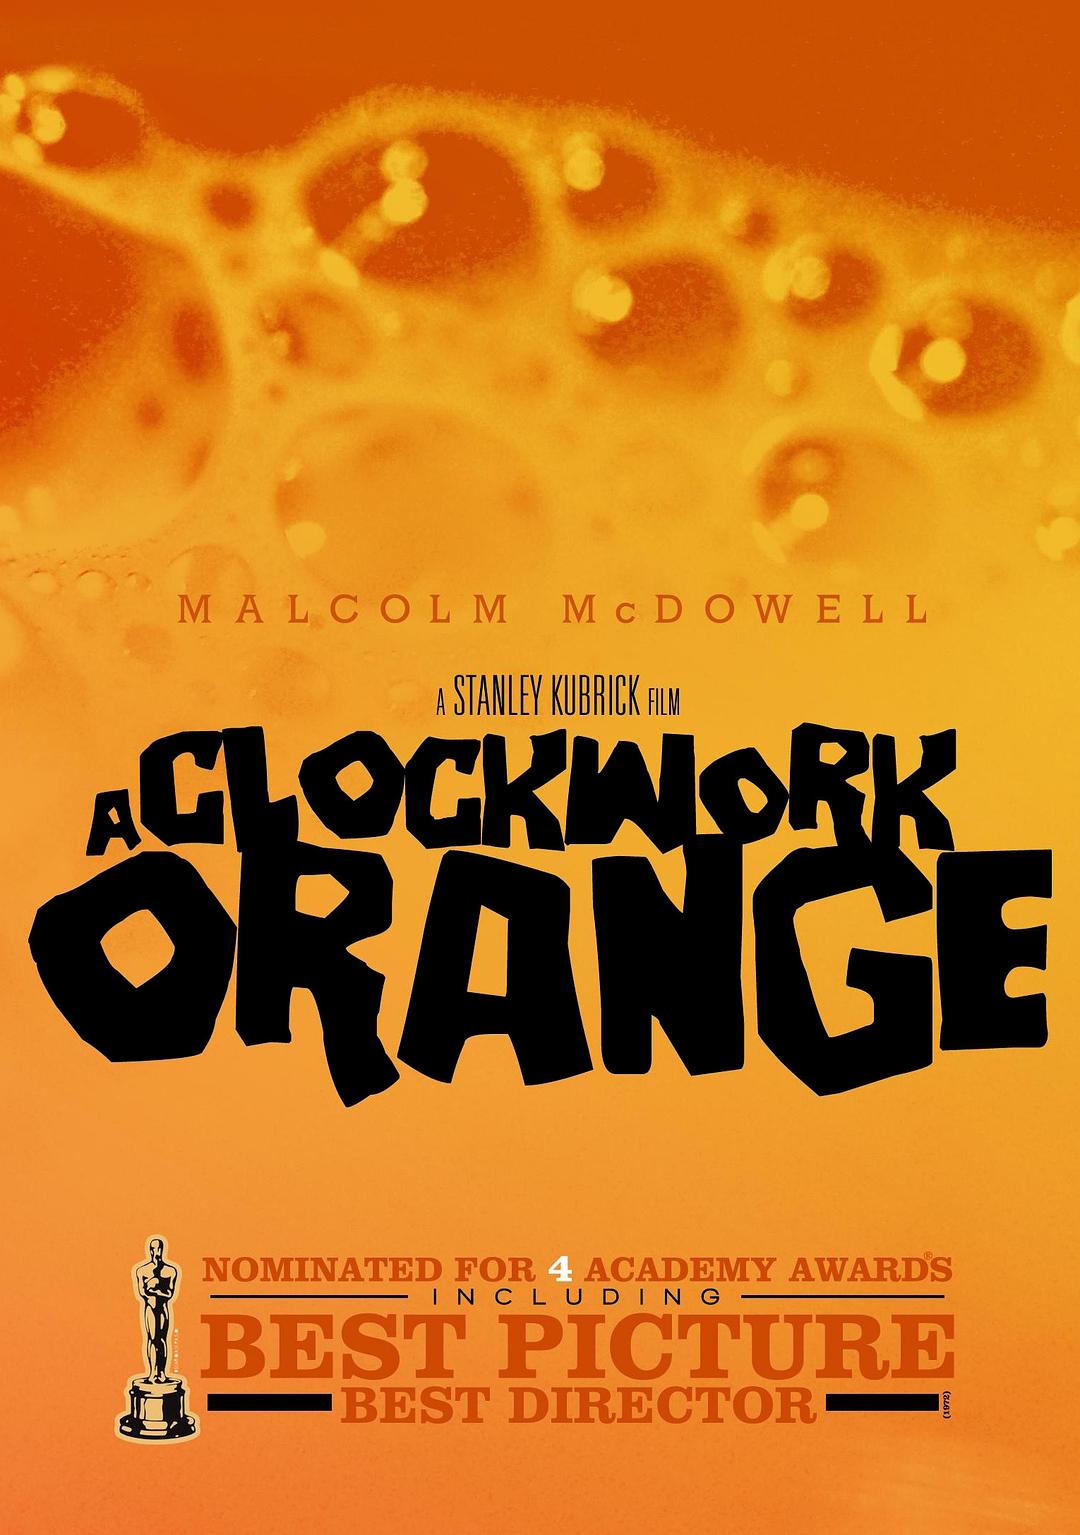 MALCOLM McDOWELL
A STANLEY KUBRICK FILM
A CLOCKWORK
ORANGE
NOMINATED FOR 4 ACADEMY AWARDS®
INCLUDING
BEST PICTURE
BEST DIRECTOR
(1972)